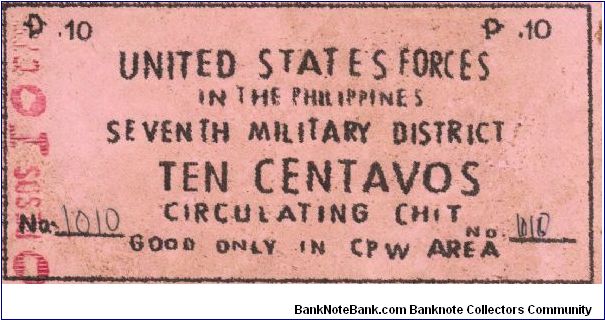 P .10 P .10
UNITED STATES FORCES
IN THE PHILIPPINES
SEVENTH MILITARY DISTRICT
TEN CENTAVOS
CIRCULATING CHIT
No. 1010 No. 1010
GOOD ONLY IN CPW AREA
BankNoteBank.com Banknote Collectors Community